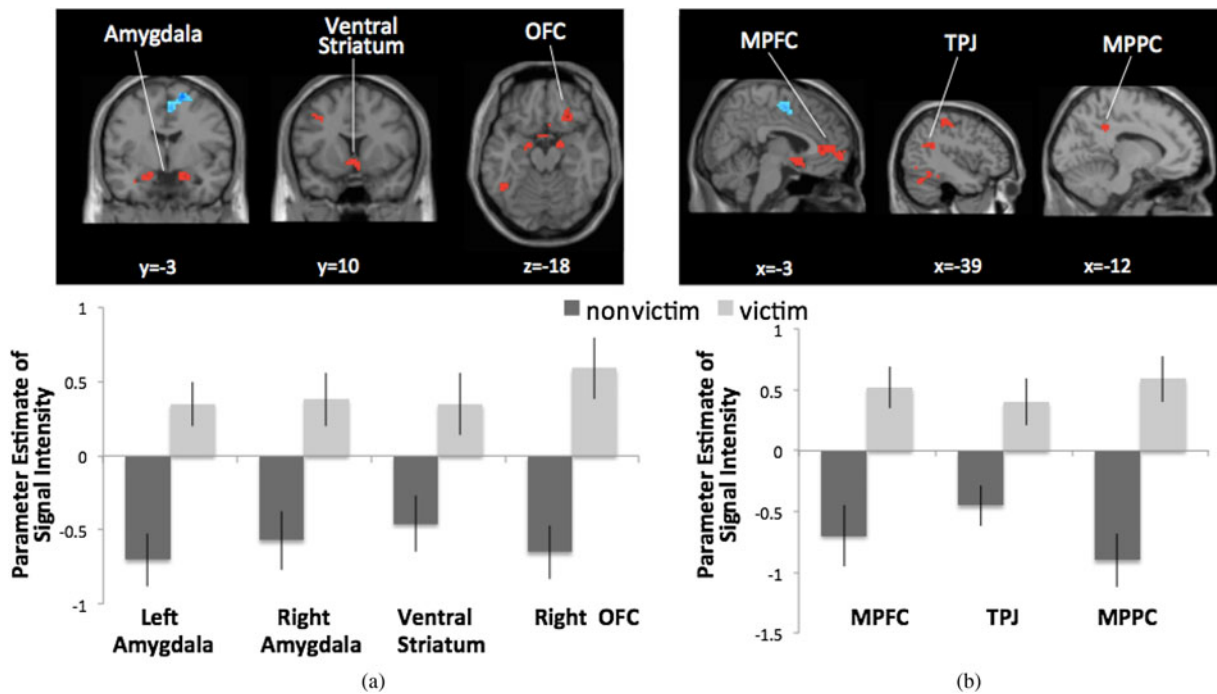 Amygdala
Ventral
Striatum
OFC
y=-3
y=10
z=-18
MPFC
TPJ
MPPC
x=-3
x=-39
x=-12
nonvictim
victim
Parameter Estimate of
Signal Intensity
1
0.5
0
-0.5
-1
Left
Amygdala
Right
Amygdala
Ventral
Striatum
Right OFC
(a)
Parameter Estimate of
Signal Intensity
1
0.5
0
-0.5
-1
-1.5
MPFC
TPJ
MPPC
(b)